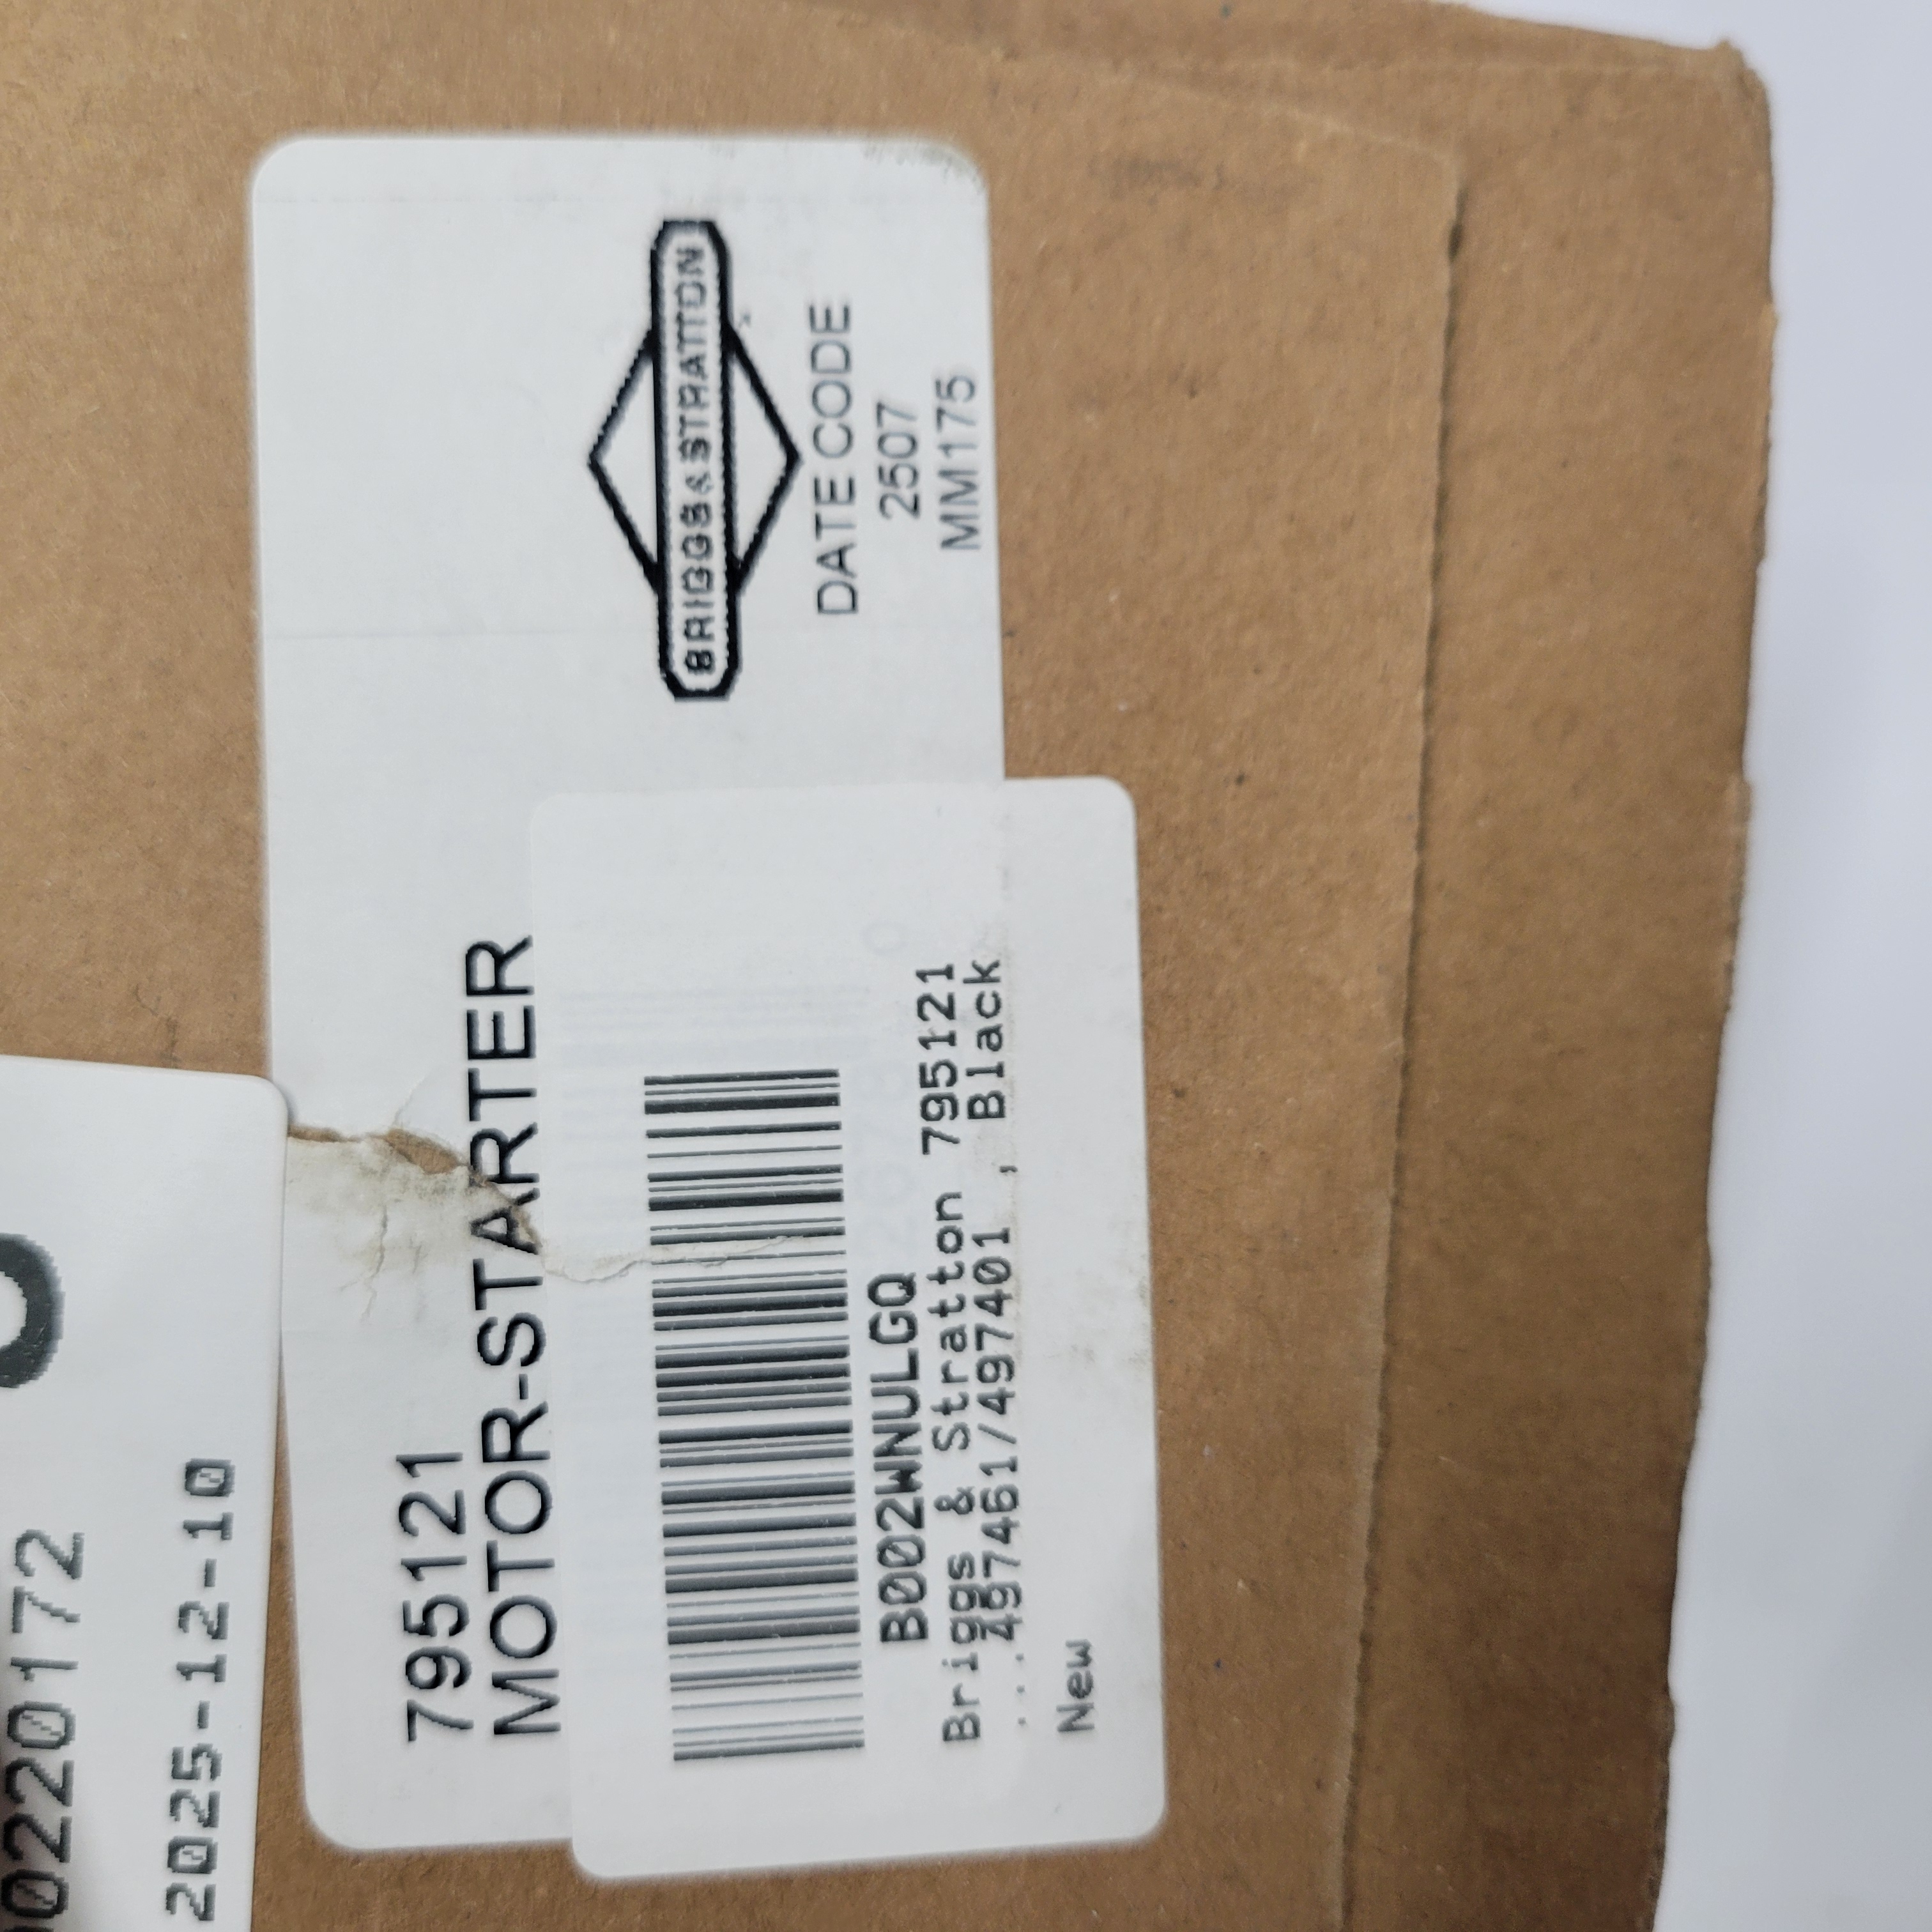 BRIGGS & STRATTON
DATE CODE
2507
MM175
795121
MOTOR-STARTER
B002WNULGQ
Briggs & Stratton 795121
...497461/497401 , Black
New
0220172
2025-12-10